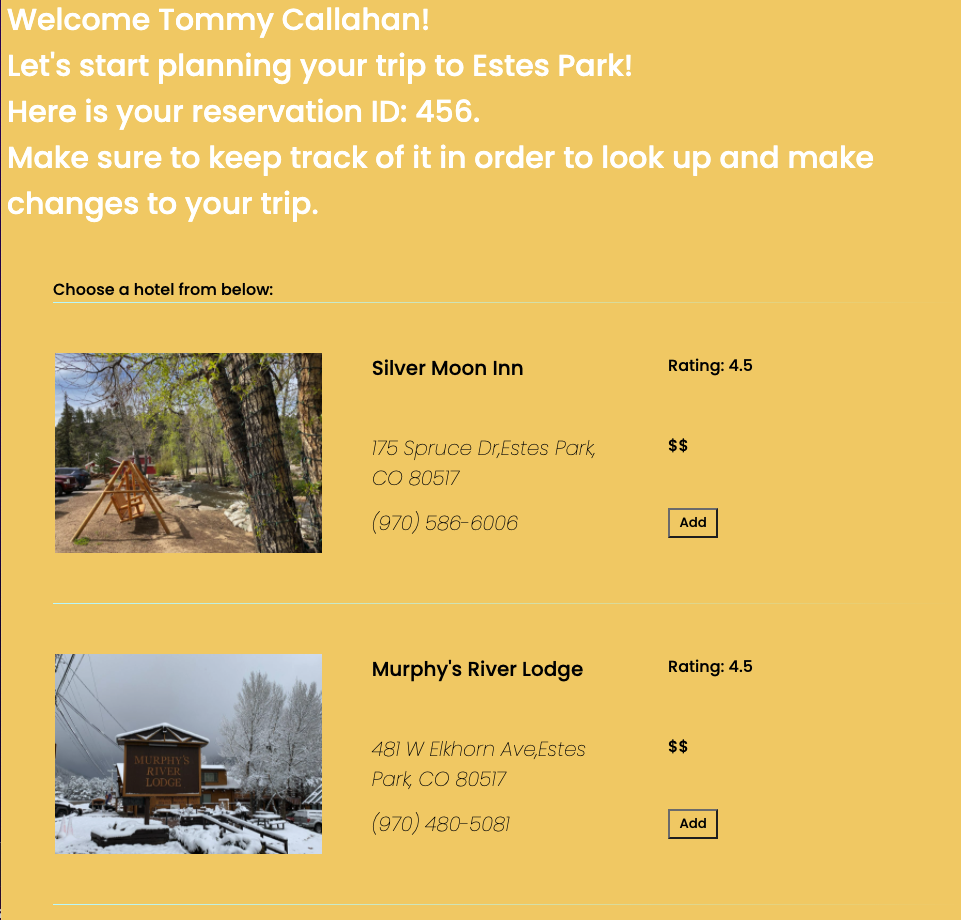 Welcome Tommy Callahan!
Let's start planning your trip to Estes Park!
Here is your reservation ID: 456.
Make sure to keep track of it in order to look up and make
changes to your trip.
Choose a hotel from below:
Silver Moon Inn
Rating: 4.5
175 Spruce Dr,Estes Park,
CO 80517
$$
(970) 586-6006
Add
MURPHY'S
RIVER
LODGE
Murphy's River Lodge
Rating: 4.5
481 W Elkhorn Ave,Estes
Park, CO 80517
$$
(970) 480-5081
Add